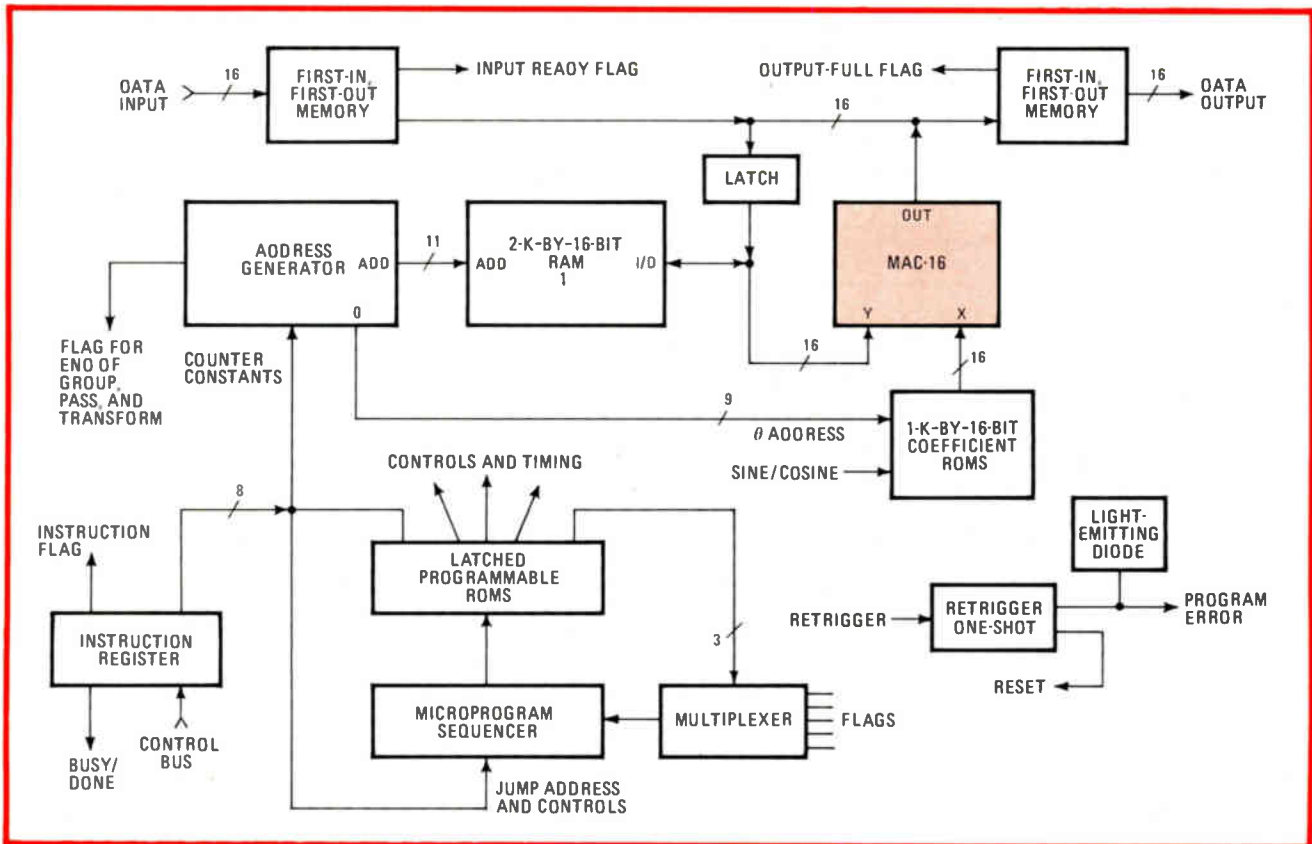 OATA
INPUT
16
FIRST-IN,
FIRST-OUT
MEMORY
INPUT REAOY FLAG
OUTPUT-FULL FLAG
FIRST-IN,
FIRST-OUT
MEMORY
16
OATA
OUTPUT
16
LATCH
AOORESS
GENERATOR
ADD
0
11
2-K-BY-16-BIT
RAM
1
ADD
I/O
OUT
MAC-16
Y
X
16
16
FLAG FOR
END OF
GROUP,
PASS, AND
TRANSFORM
COUNTER
CONSTANTS
9
θ AOORESS
SINE/COSINE
1-K-BY-16-BIT
COEFFICIENT
ROMS
CONTROLS AND TIMING
8
INSTRUCTION
FLAG
LATCHED
PROGRAMMABLE
ROMS
LIGHT-
EMITTING
DIODE
INSTRUCTION
REGISTER
3
RETRIGGER
RETRIGGER
ONE-SHOT
PROGRAM
ERROR
RESET
MICROPROGRAM
SEQUENCER
MULTIPLEXER
FLAGS
BUSY/
DONE
CONTROL
BUS
JUMP ADDRESS
AND CONTROLS